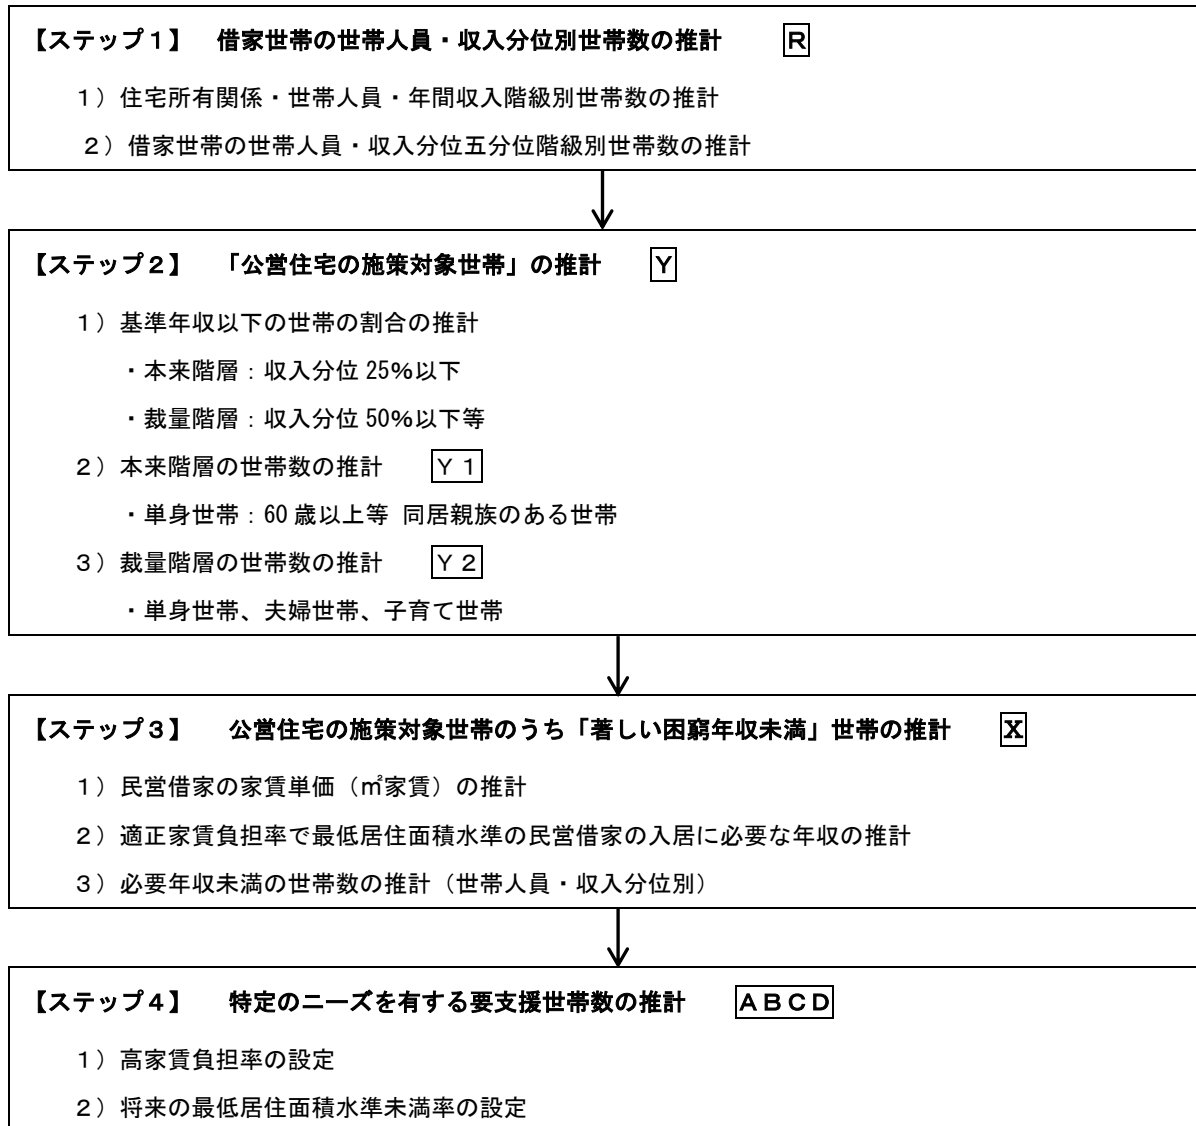 【ステップ１】　借家世帯の世帯人員・収入分位別世帯数の推計　　R
１）住宅所有関係・世帯人員・年間収入階級別世帯数の推計
２）借家世帯の世帯人員・収入分位五分位階級別世帯数の推計
【ステップ２】　「公営住宅の施策対象世帯」の推計　　Y
１）基準年収以下の世帯の割合の推計
・本来階層：収入分位 25%以下
・裁量階層：収入分位 50%以下等
２）本来階層の世帯数の推計　　Y 1
・単身世帯：60 歳以上等 同居親族のある世帯
３）裁量階層の世帯数の推計　　Y 2
・単身世帯、夫婦世帯、子育て世帯
【ステップ３】　公営住宅の施策対象世帯のうち「著しい困窮年収未満」世帯の推計　　X
１）民営借家の家賃単価（㎡家賃）の推計
２）適正家賃負担率で最低居住面積水準の民営借家の入居に必要な年収の推計
３）必要年収未満の世帯数の推計（世帯人員・収入分位別）
【ステップ４】　特定のニーズを有する要支援世帯数の推計　　ABCD
１）高家賃負担率の設定
２）将来の最低居住面積水準未満率の設定